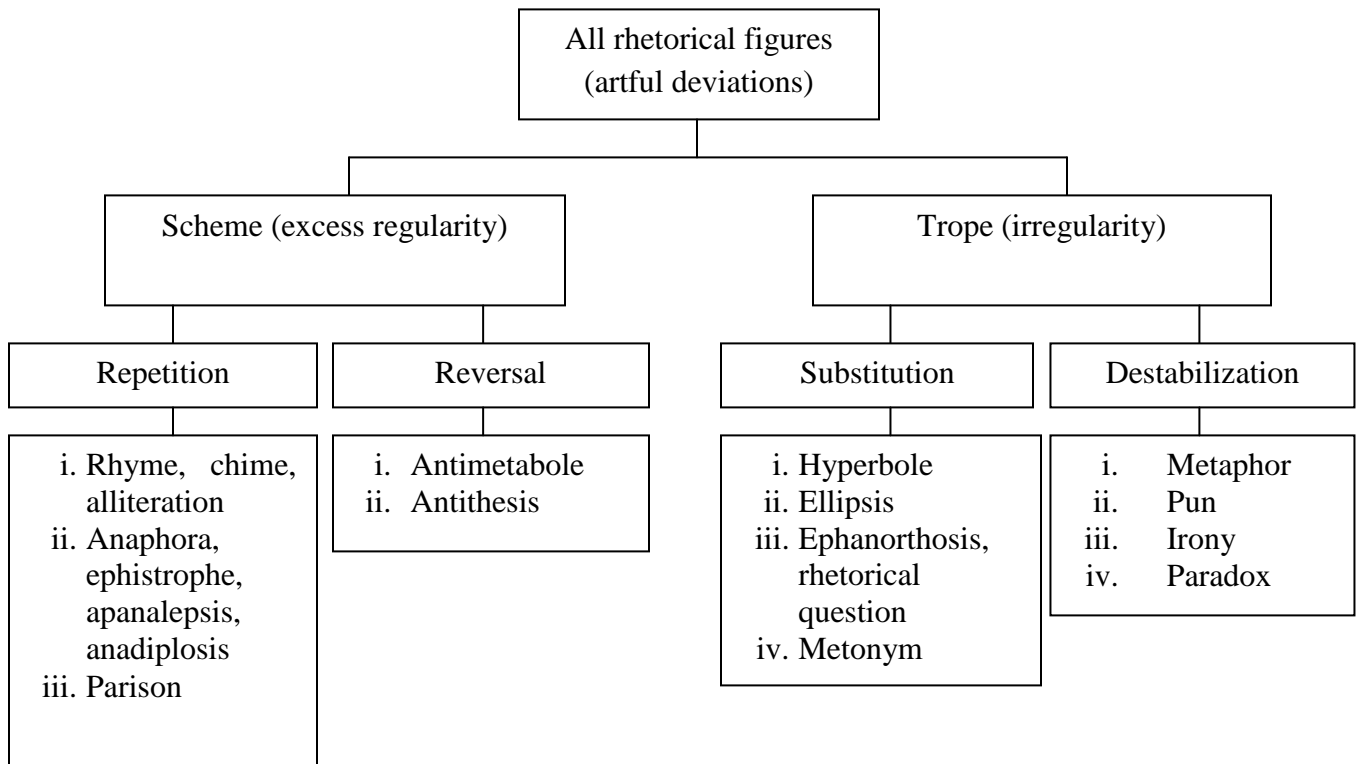 All rhetorical figures
(artful deviations)
Scheme (excess regularity)
Trope (irregularity)
Repetition
Reversal
Substitution
Destabilization
i. Rhyme, chime,
alliteration
ii. Anaphora,
ephistrophe,
apanalepsis,
anadiplosis
iii. Parison
i. Antimetabole
ii. Antithesis
i. Hyperbole
ii. Ellipsis
iii. Ephanorthosis,
rhetorical
question
iv. Metonym
i. Metaphor
ii. Pun
iii. Irony
iv. Paradox